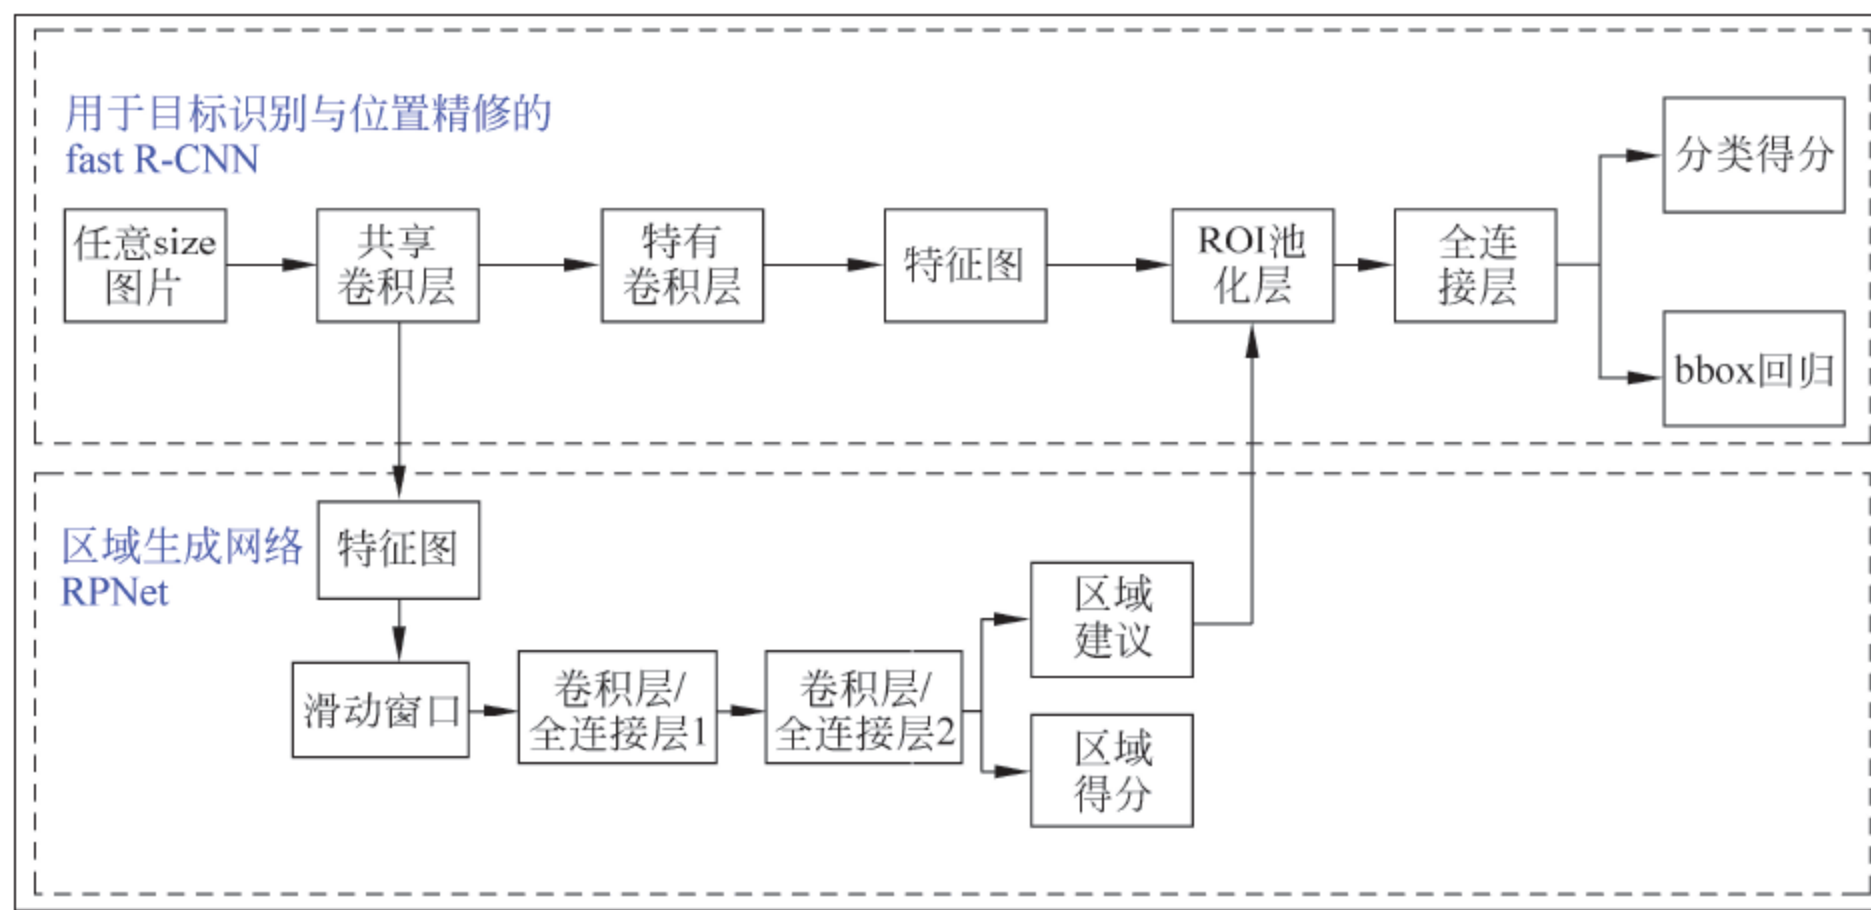 用于目标识别与位置精修的
fast R-CNN
任意size
图片
共享
卷积层
特有
卷积层
特征图
ROI池
化层
全连
接层
分类得分
bbox回归
区域生成网络
RPNet
特征图
滑动窗口
卷积层/
全连接层1
卷积层/
全连接层2
区域
建议
区域
得分